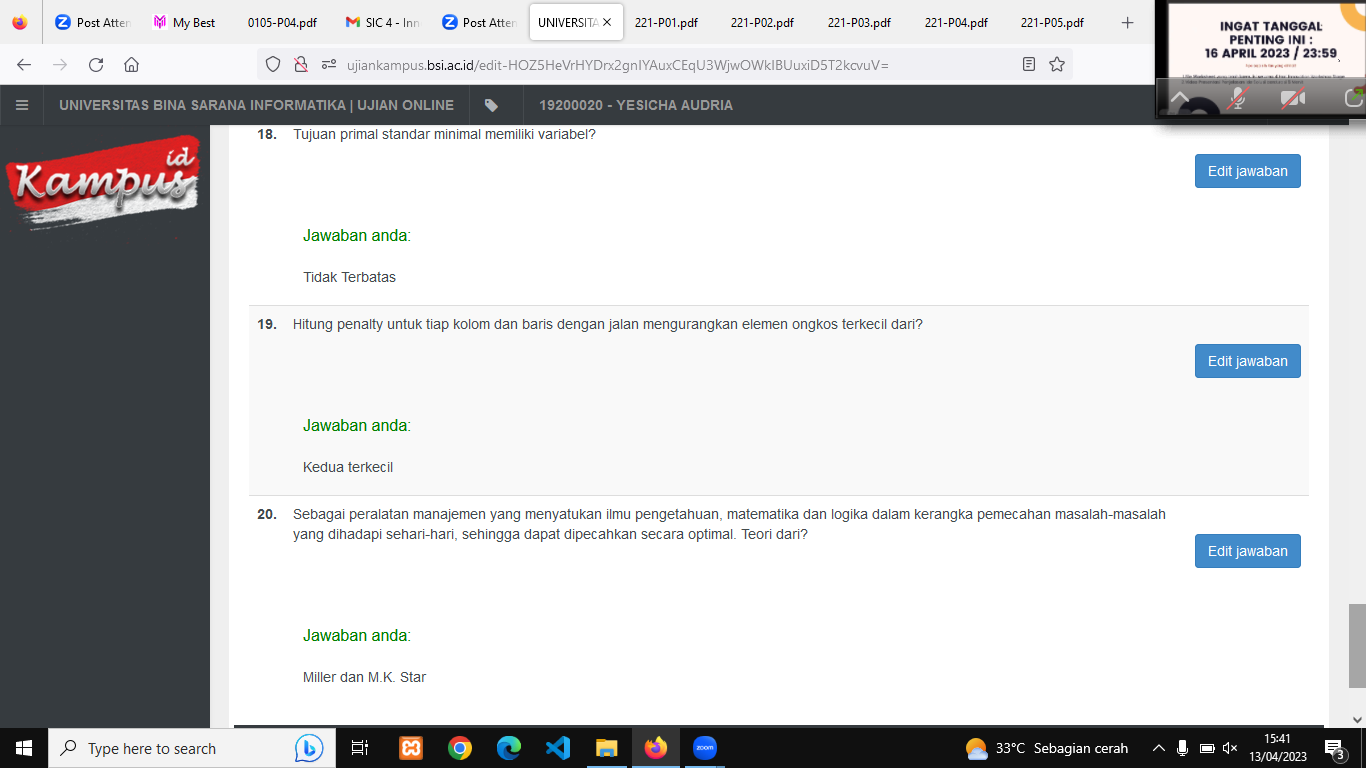 Post Atten
My Best
0105-P04.pdf
SIC 4 - Inn
Post Atten
UNIVERSITA
221-P01.pdf
221-P02.pdf
221-P03.pdf
221-P04.pdf
221-P05.pdf
INGAT TANGGAL
PENTING INI :
16 APRIL 2023 / 23:59
ujiankampus.bsi.ac.id/edit-HOZ5HeVrHYDrx2gnIYAuxCEqU3WjwOWkIBUuxiD5T2kcvuV=
UNIVERSITAS BINA SARANA INFORMATIKA | UJIAN ONLINE
19200020 - YESICHA AUDRIA
Kampus id
18. Tujuan primal standar minimal memiliki variabel?
Edit jawaban
Jawaban anda:
Tidak Terbatas
19. Hitung penalty untuk tiap kolom dan baris dengan jalan mengurangkan elemen ongkos terkecil dari?
Edit jawaban
Jawaban anda:
Kedua terkecil
20. Sebagai peralatan manajemen yang menyatukan ilmu pengetahuan, matematika dan logika dalam kerangka pemecahan masalah-masalah
yang dihadapi sehari-hari, sehingga dapat dipecahkan secara optimal. Teori dari?
Edit jawaban
Jawaban anda:
Miller dan M.K. Star
Type here to search
zoom
33°C Sebagian cerah
15:41
13/04/2023
3